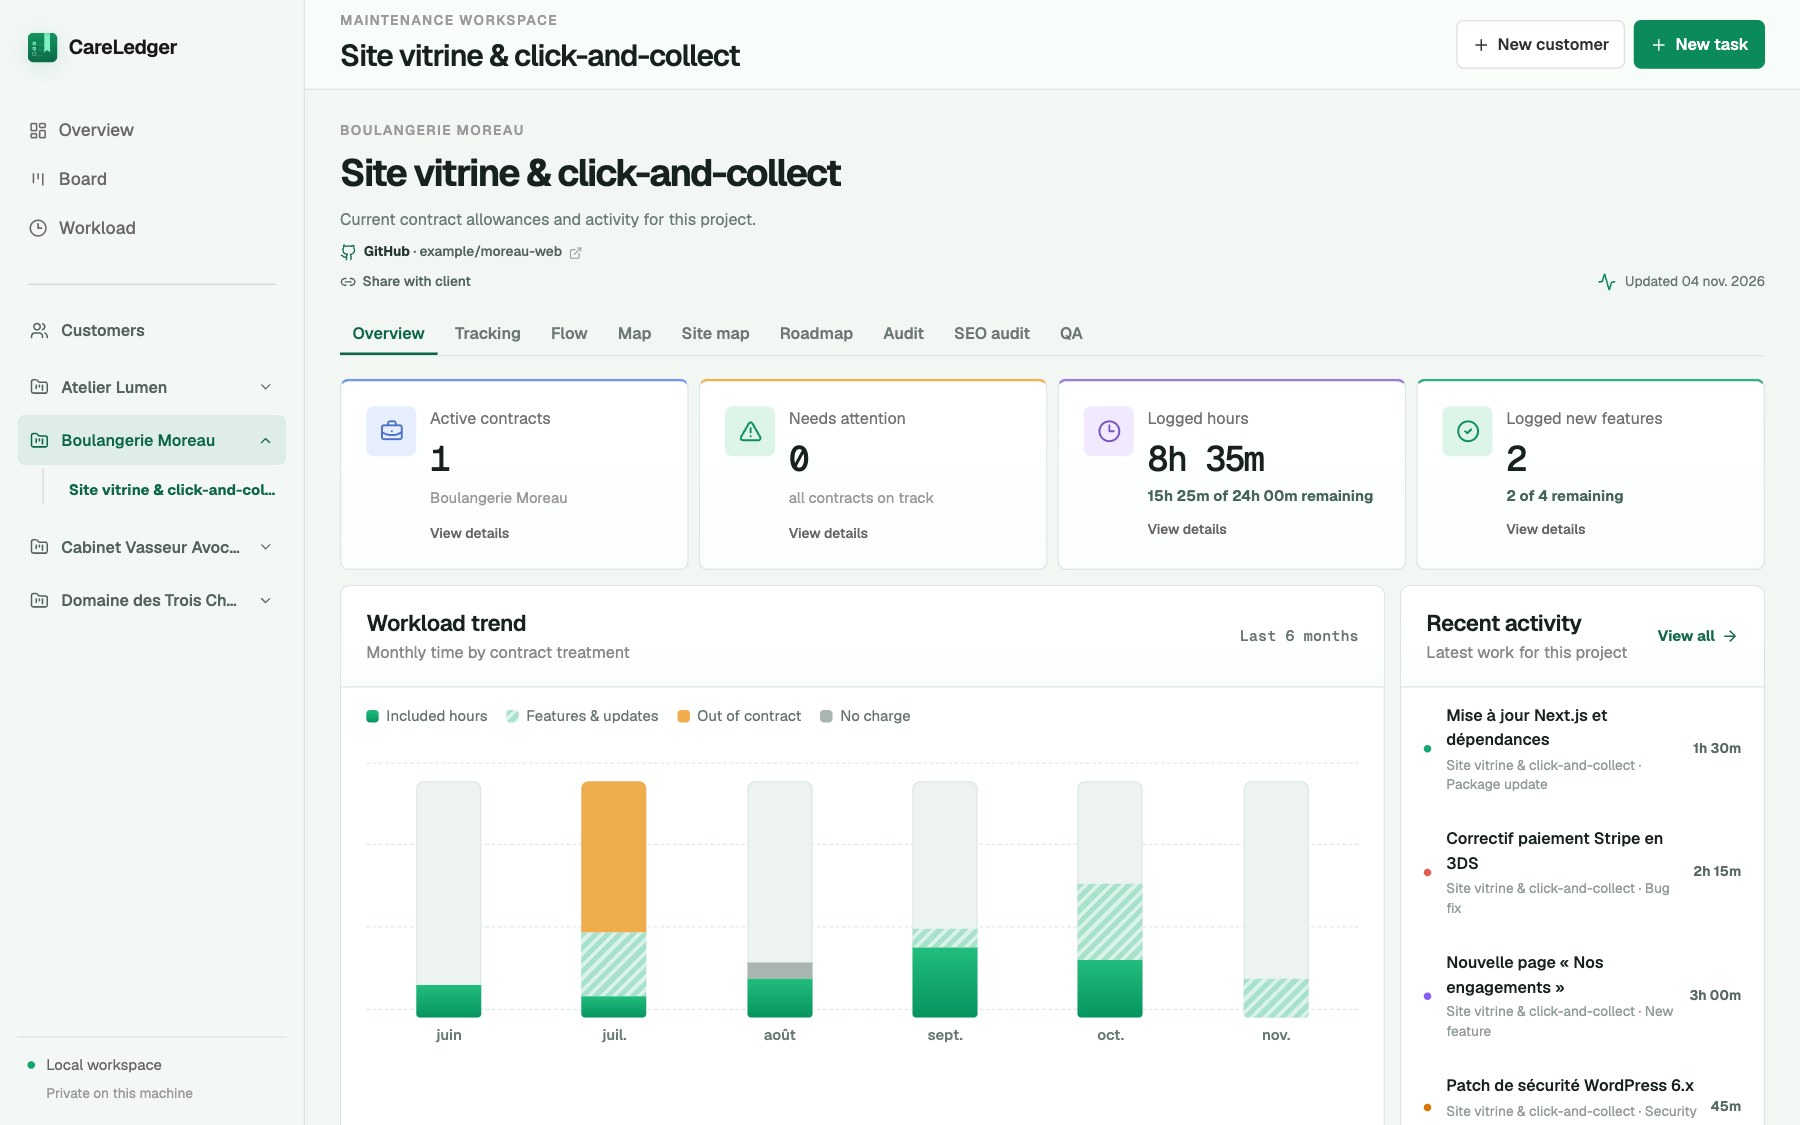 CareLedger
Overview
Board
Workload
Customers
Atelier Lumen
Boulangerie Moreau
Site vitrine & click-and-col...
Cabinet Vasseur Avoc...
Domaine des Trois Ch...
Local workspace
Private on this machine
MAINTENANCE WORKSPACE
Site vitrine & click-and-collect
New customer
New task
BOULANGERIE MOREAU
Site vitrine & click-and-collect
Current contract allowances and activity for this project.
GitHub · example/moreau-web
Share with client
Updated 04 nov. 2026
Overview Tracking Flow Map Site map Roadmap Audit SEO audit QA
Active contracts
1
Boulangerie Moreau
View details
Needs attention
0
all contracts on track
View details
Logged hours
8h 35m
15h 25m of 24h 00m remaining
View details
Logged new features
2
2 of 4 remaining
View details
Workload trend
Monthly time by contract treatment
Last 6 months
Included hours Features & updates Out of contract No charge
juin juil. août sept. oct. nov.
Recent activity
Latest work for this project
View all
Mise à jour Next.js et
dépendances
Site vitrine & click-and-collect ·
Package update
1h 30m
Correctif paiement Stripe en
3DS
Site vitrine & click-and-collect · Bug
fix
2h 15m
Nouvelle page « Nos
engagements »
Site vitrine & click-and-collect · New
feature
3h 00m
Patch de sécurité WordPress 6.x
Site vitrine & click-and-collect · Security
45m